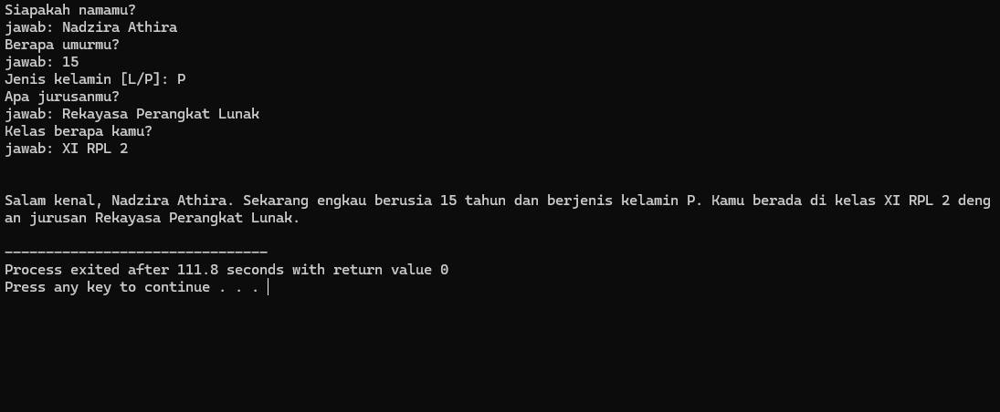 Siapakah namamu?
jawab: Nadzira Athira
Berapa umurmu?
jawab: 15
Jenis kelamin [L/P]: P
Apa jurusanmu?
jawab: Rekayasa Perangkat Lunak
Kelas berapa kamu?
jawab: XI RPL 2
Salam kenal, Nadzira Athira. Sekarang engkau berusia 15 tahun dan berjenis kelamin P. Kamu berada di kelas XI RPL 2 deng
an jurusan Rekayasa Perangkat Lunak.
--------------------------------
Process exited after 111.8 seconds with return value 0
Press any key to continue . . .